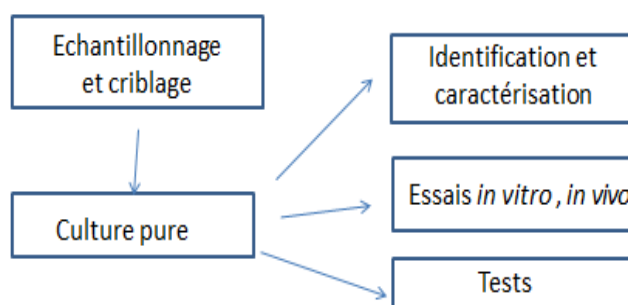 Echantillonnage
et criblage
Identification et
caractérisation
Culture pure
Essais in vitro , in vivo
Tests